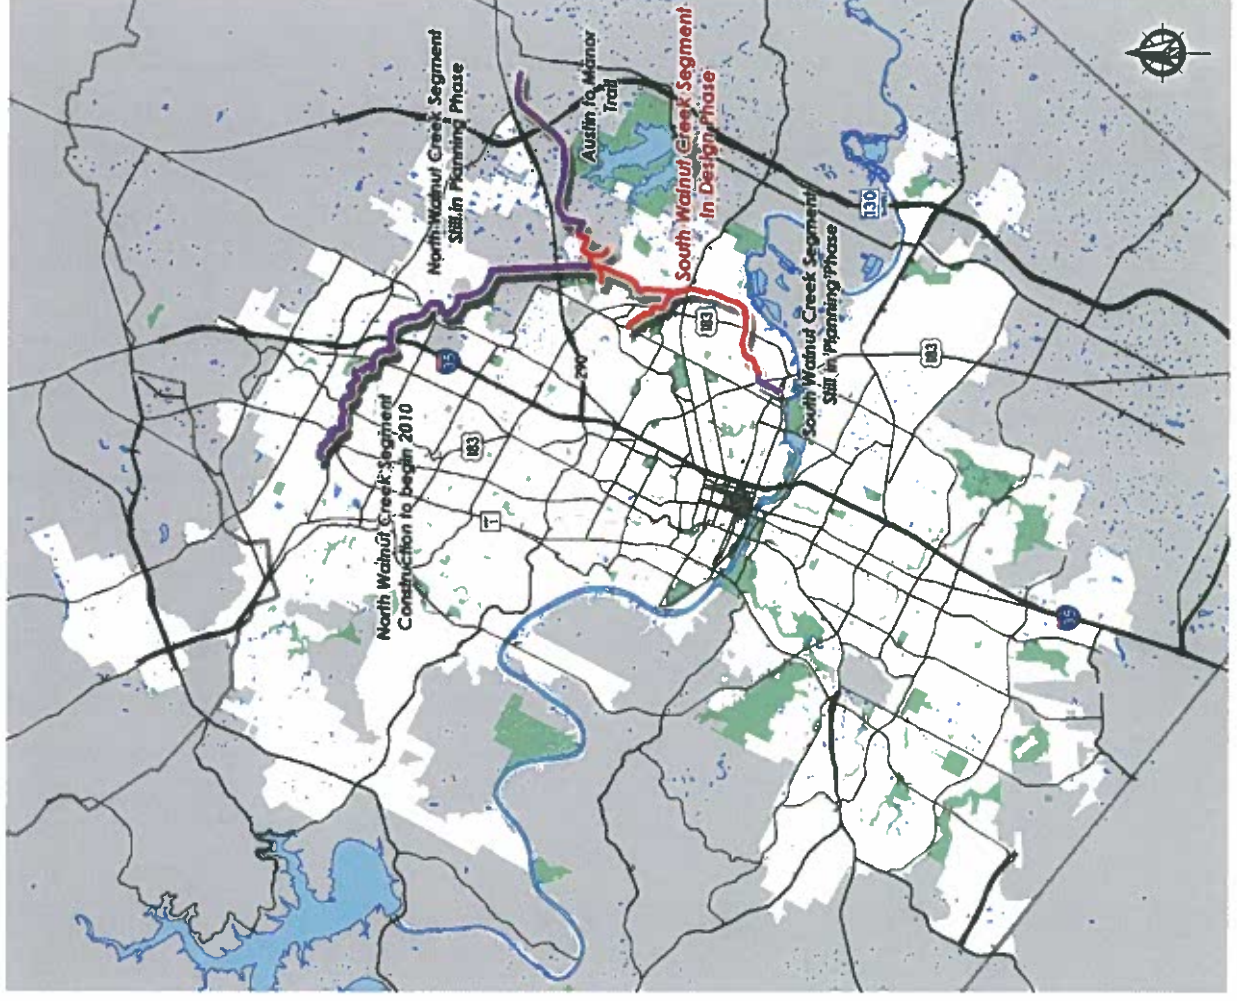 North Walnut Creek Segment
Construction to begin 2010
North Walnut Creek Segment
Still in Planning Phase
Austin to Manor
Trail
South Walnut Creek Segment
In Design Phase
South Walnut Creek Segment
Still in Planning Phase
35
183
1
290
183
130
183
35